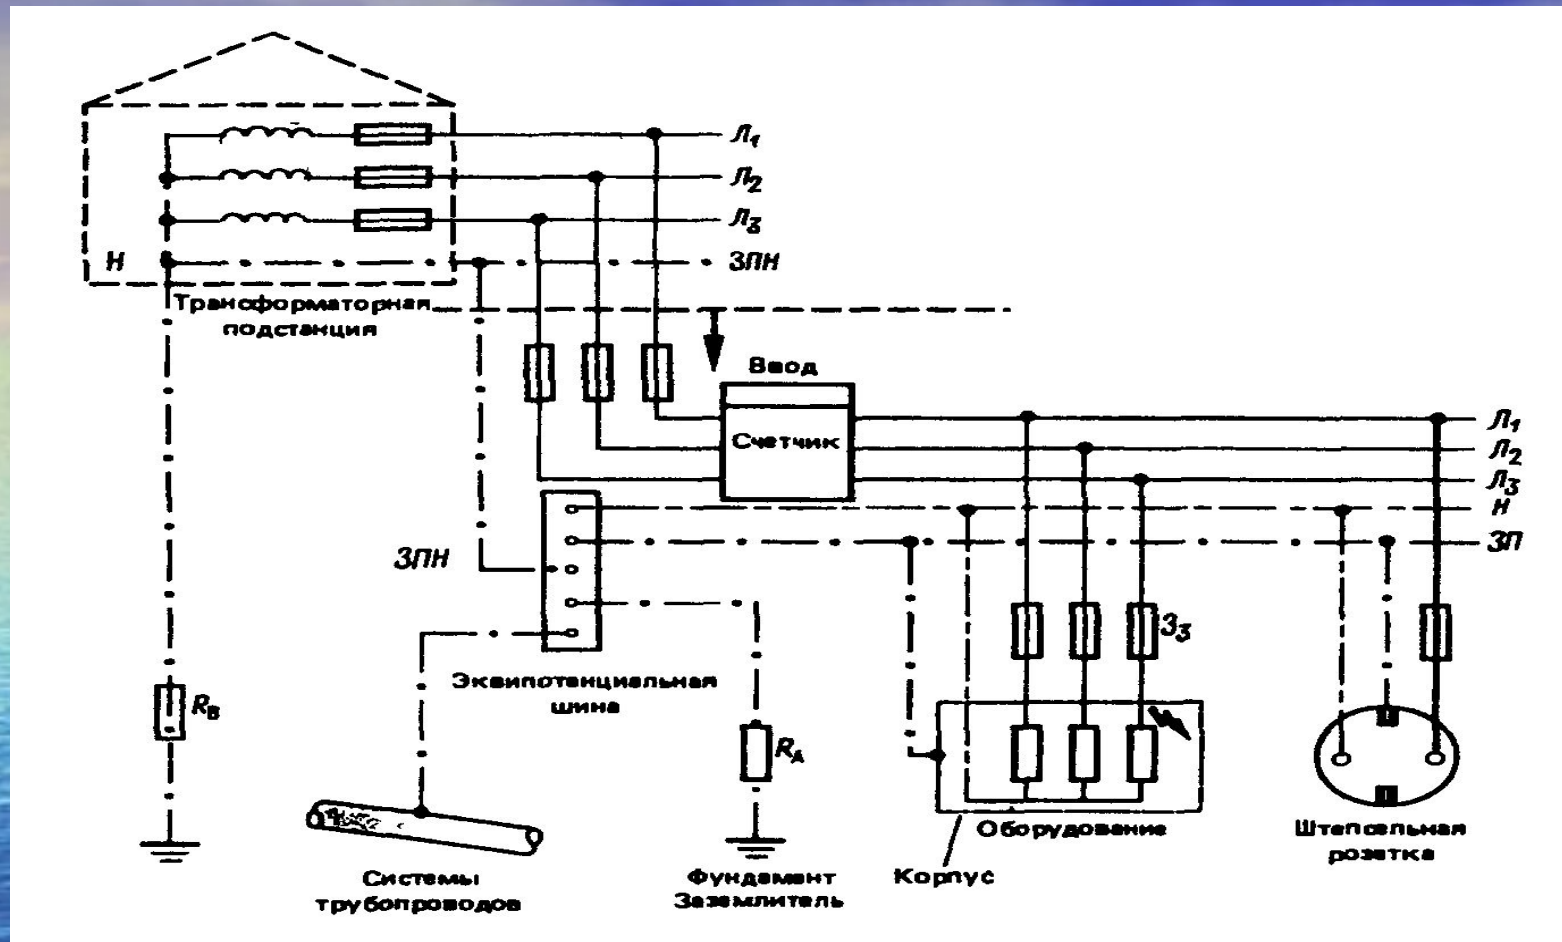 Л1
Л2
Л3
Н
ЗПН
Трансформаторная
подстанция
Ввод
Счетчик
Л1
Л2
Л3
Н
ЗП
ЗПН
Эквипотенциальная
шина
З3
RB
RA
Оборудование
Штепсельная
розетка
Корпус
Системы
трубопроводов
Фундамент
Заземлитель